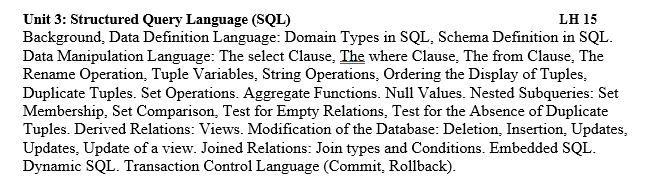 Unit 3: Structured Query Language (SQL) LH 15
Background, Data Definition Language: Domain Types in SQL, Schema Definition in SQL.
Data Manipulation Language: The select Clause, The where Clause, The from Clause, The
Rename Operation, Tuple Variables, String Operations, Ordering the Display of Tuples,
Duplicate Tuples. Set Operations. Aggregate Functions. Null Values. Nested Subqueries: Set
Membership, Set Comparison, Test for Empty Relations, Test for the Absence of Duplicate
Tuples. Derived Relations: Views. Modification of the Database: Deletion, Insertion, Updates,
Updates, Update of a view. Joined Relations: Join types and Conditions. Embedded SQL.
Dynamic SQL. Transaction Control Language (Commit, Rollback).